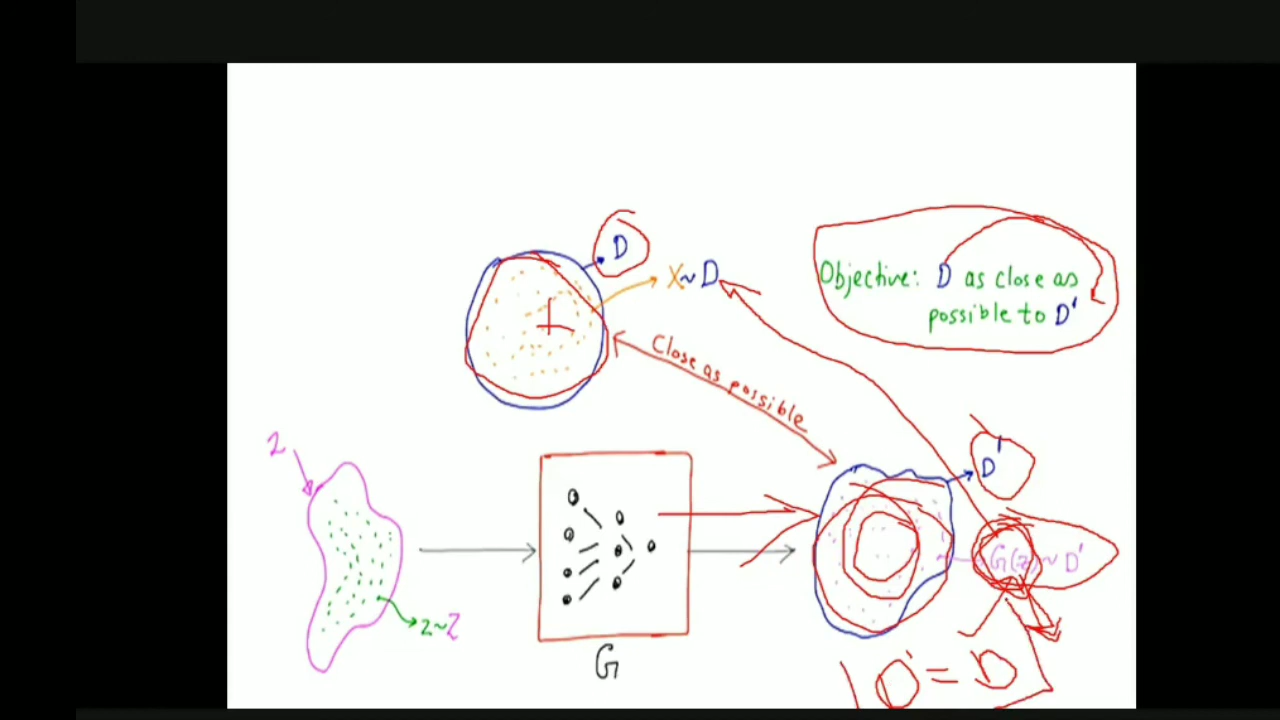 D
X~D
Objective: D as close as
possible to D'
Close as possible
Z
D'
G(z)~D'
z~Z
G
D' = D